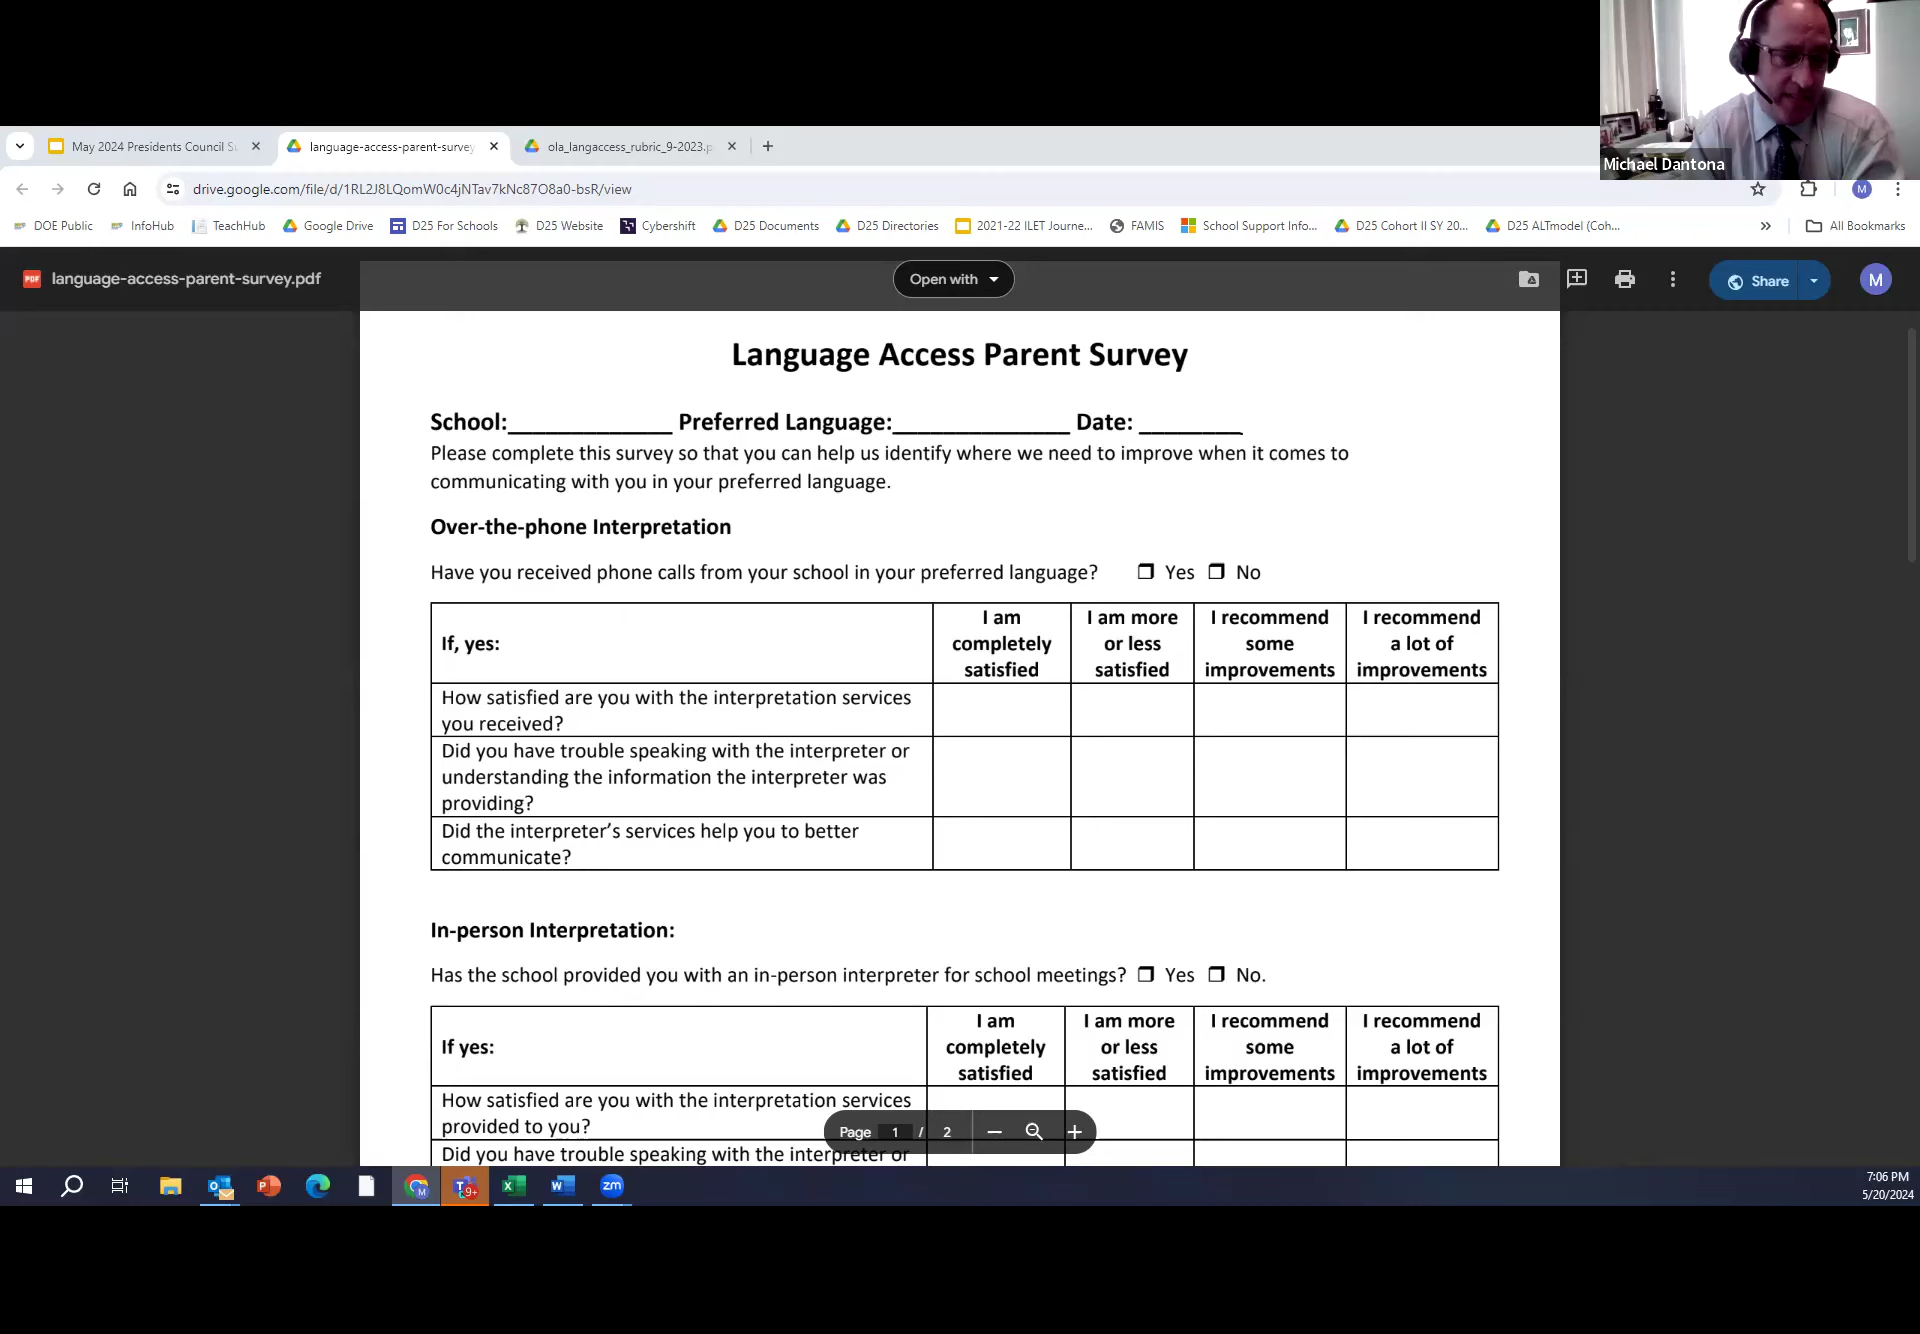 Michael Dantona
May 2024 Presidents Council Su
language-access-parent-survey
ola_langaccess_rubric_9-2023.p
drive.google.com/file/d/1RL2J8LQomW0c4jNTav7kNc87O8a0-bsR/view
M
DOE Public
InfoHub
TeachHub
Google Drive
D25 For Schools
D25 Website
Cybershift
D25 Documents
D25 Directories
2021-22 ILET Journe...
FAMIS
School Support Info...
D25 Cohort II SY 20...
D25 ALTmodel (Coh...
»
All Bookmarks
PDF
language-access-parent-survey.pdf
Open with
Share
M
Language Access Parent Survey
School:_____________ Preferred Language:______________ Date: ________
Please complete this survey so that you can help us identify where we need to improve when it comes to
communicating with you in your preferred language.
Over-the-phone Interpretation
Have you received phone calls from your school in your preferred language? ❒ Yes ❒ No
If, yes:
I am
completely
satisfied
I am more
or less
satisfied
I recommend
some
improvements
I recommend
a lot of
improvements
How satisfied are you with the interpretation services
you received?
Did you have trouble speaking with the interpreter or
understanding the information the interpreter was
providing?
Did the interpreter’s services help you to better
communicate?
In-person Interpretation:
Has the school provided you with an in-person interpreter for school meetings? ❒ Yes ❒ No.
If yes:
I am
completely
satisfied
I am more
or less
satisfied
I recommend
some
improvements
I recommend
a lot of
improvements
How satisfied are you with the interpretation services
provided to you?
Did you have trouble speaking with the interpreter or
Page 1 / 2
9+
zm
7:06 PM
5/20/2024